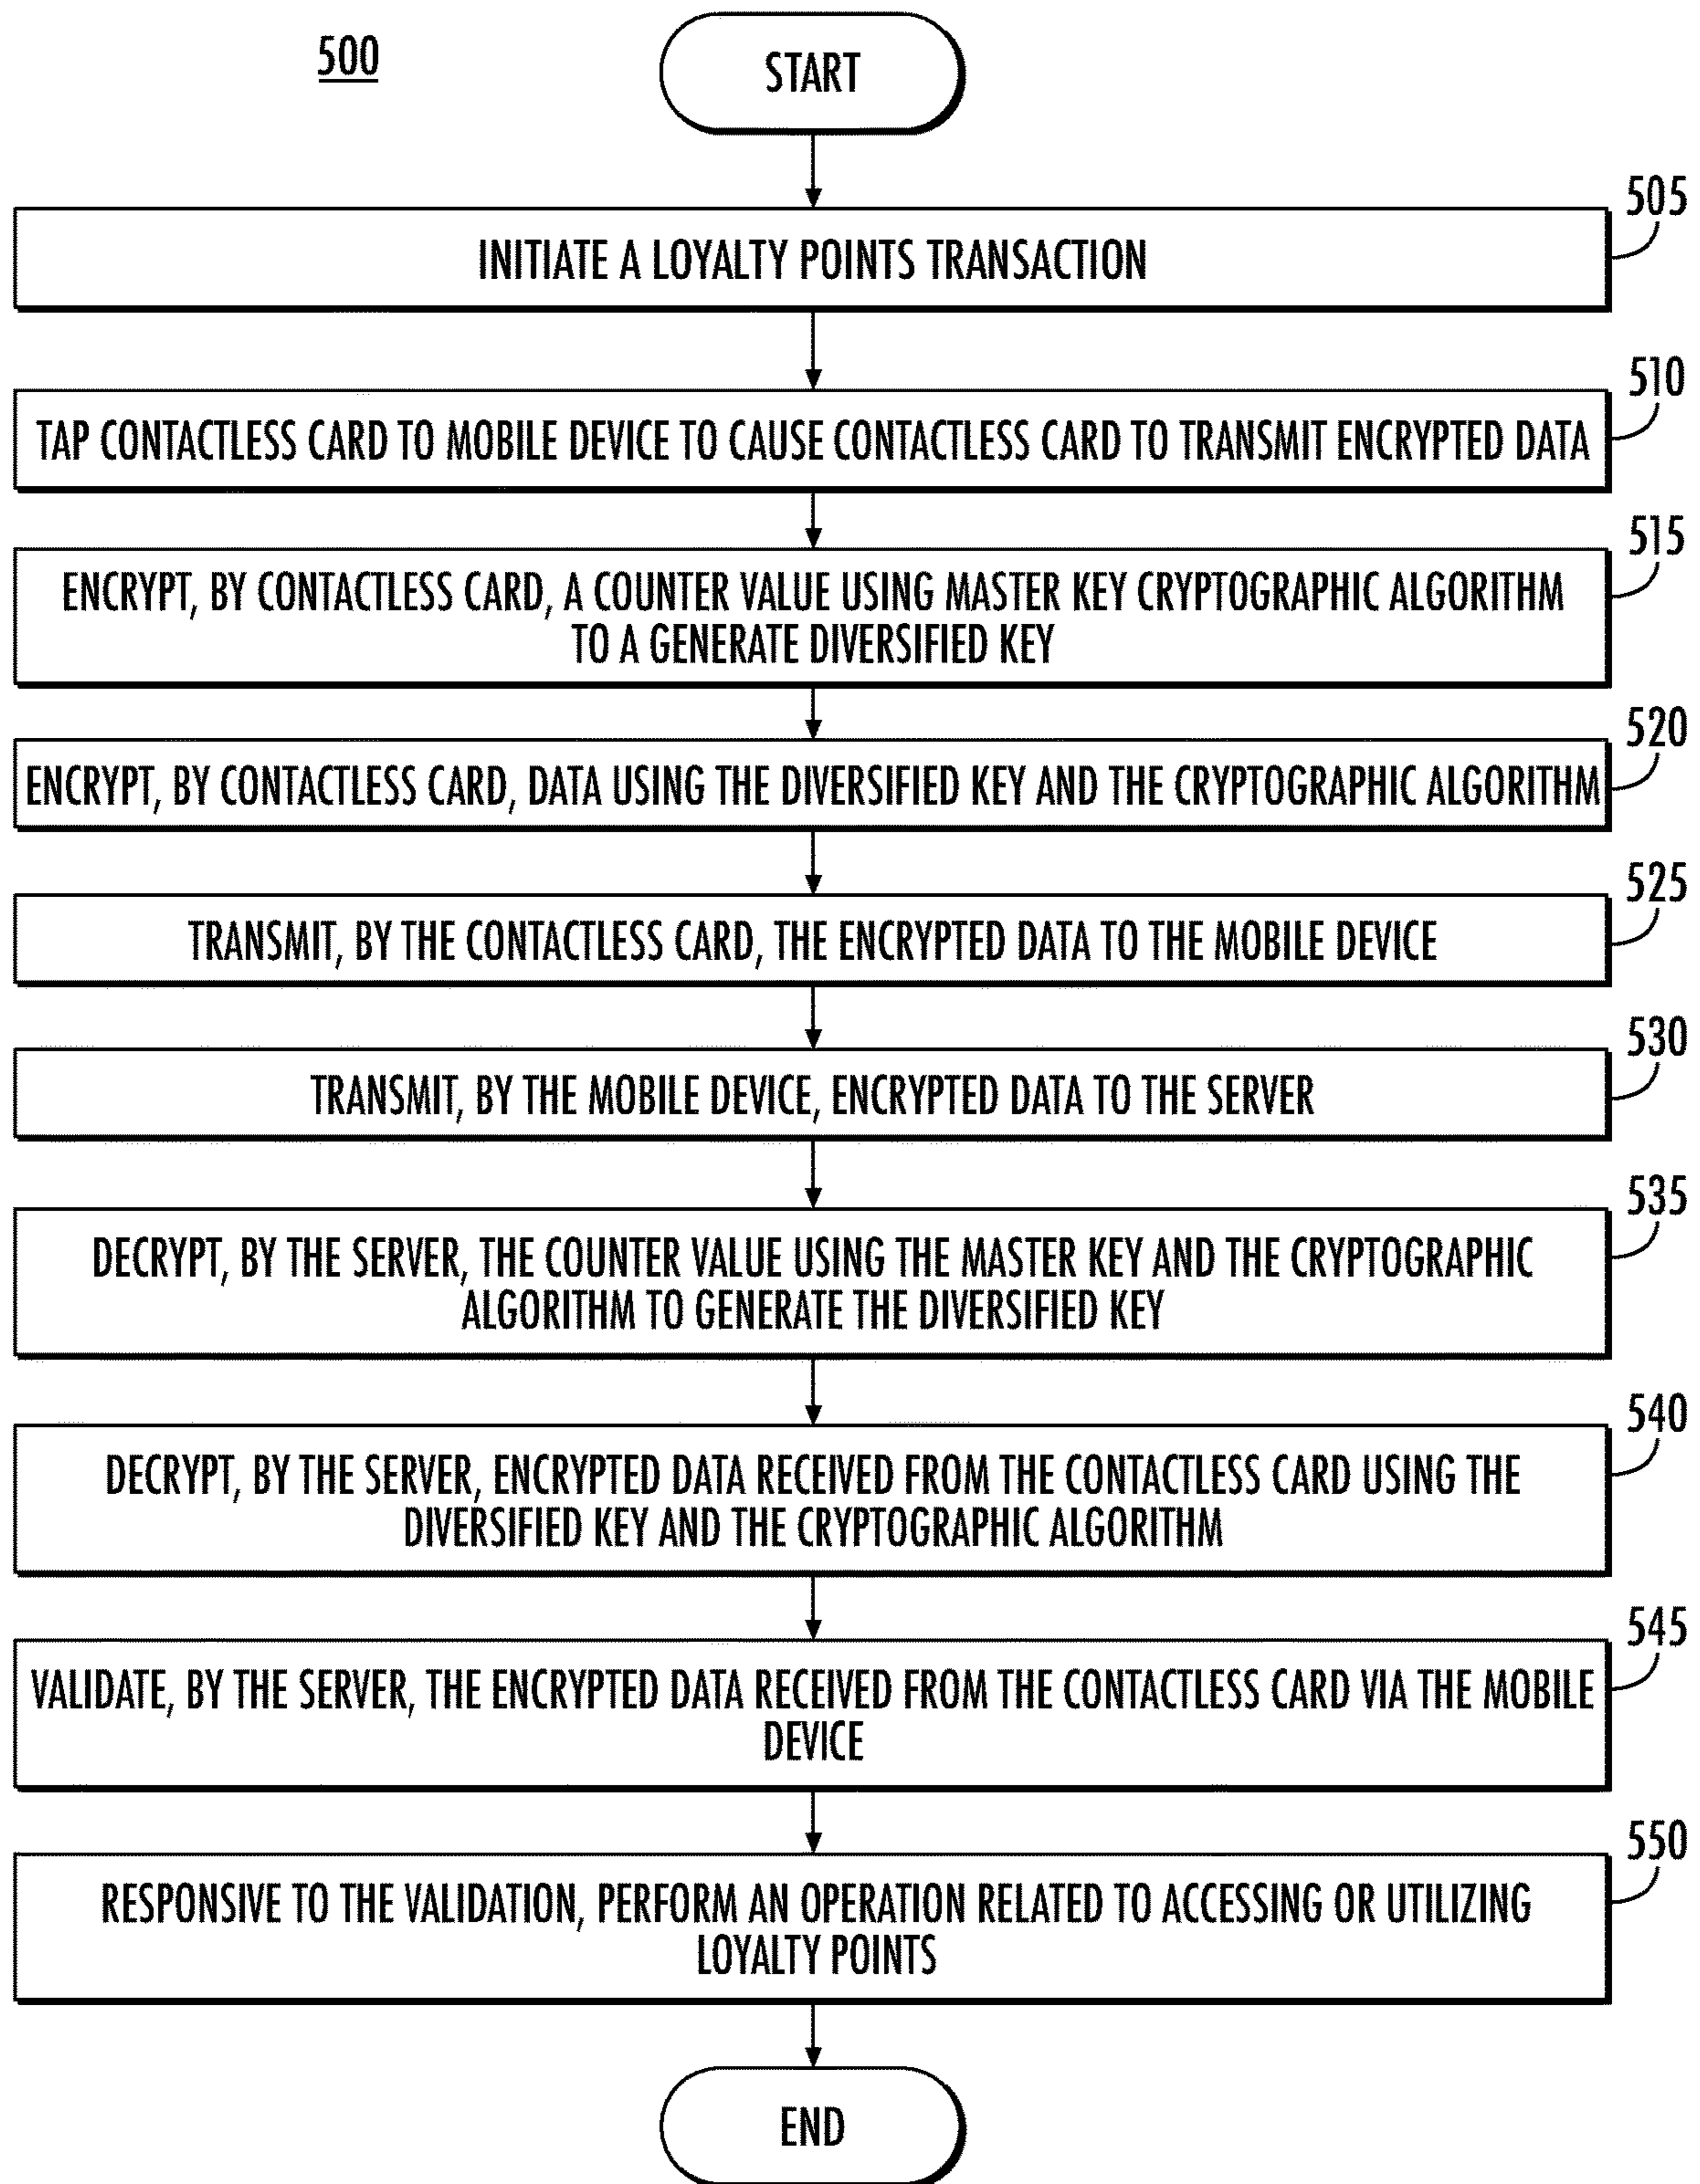 500
START
505
INITIATE A LOYALTY POINTS TRANSACTION
510
TAP CONTACTLESS CARD TO MOBILE DEVICE TO CAUSE CONTACTLESS CARD TO TRANSMIT ENCRYPTED DATA
515
ENCRYPT, BY CONTACTLESS CARD, A COUNTER VALUE USING MASTER KEY CRYPTOGRAPHIC ALGORITHM
TO A GENERATE DIVERSIFIED KEY
520
ENCRYPT, BY CONTACTLESS CARD, DATA USING THE DIVERSIFIED KEY AND THE CRYPTOGRAPHIC ALGORITHM
525
TRANSMIT, BY THE CONTACTLESS CARD, THE ENCRYPTED DATA TO THE MOBILE DEVICE
530
TRANSMIT, BY THE MOBILE DEVICE, ENCRYPTED DATA TO THE SERVER
535
DECRYPT, BY THE SERVER, THE COUNTER VALUE USING THE MASTER KEY AND THE CRYPTOGRAPHIC
ALGORITHM TO GENERATE THE DIVERSIFIED KEY
540
DECRYPT, BY THE SERVER, ENCRYPTED DATA RECEIVED FROM THE CONTACTLESS CARD USING THE
DIVERSIFIED KEY AND THE CRYPTOGRAPHIC ALGORITHM
545
VALIDATE, BY THE SERVER, THE ENCRYPTED DATA RECEIVED FROM THE CONTACTLESS CARD VIA THE MOBILE
DEVICE
550
RESPONSIVE TO THE VALIDATION, PERFORM AN OPERATION RELATED TO ACCESSING OR UTILIZING
LOYALTY POINTS
END